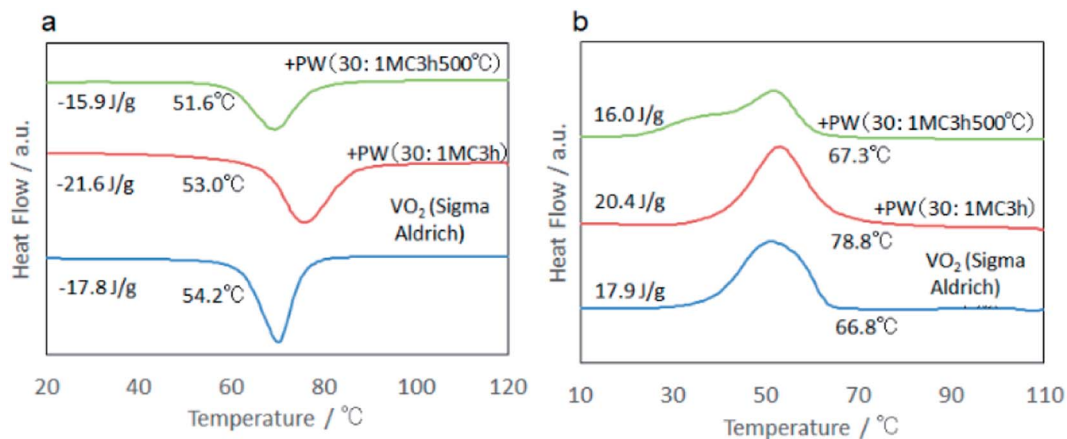 a
+PW(30:1MC3h500℃)
-15.9 J/g
51.6℃
+PW(30:1MC3h)
-21.6 J/g
53.0℃
VO₂ (Sigma
Aldrich)
-17.8 J/g
54.2℃
Heat Flow / a.u.
20
40
60
80
100
120
Temperature / ℃
b
16.0 J/g
+PW(30:1MC3h500℃)
67.3℃
20.4 J/g
+PW(30:1MC3h)
78.8℃
VO₂ (Sigma
Aldrich)
17.9 J/g
66.8℃
Heat Flow / a.u.
10
30
50
70
90
110
Temperature / ℃